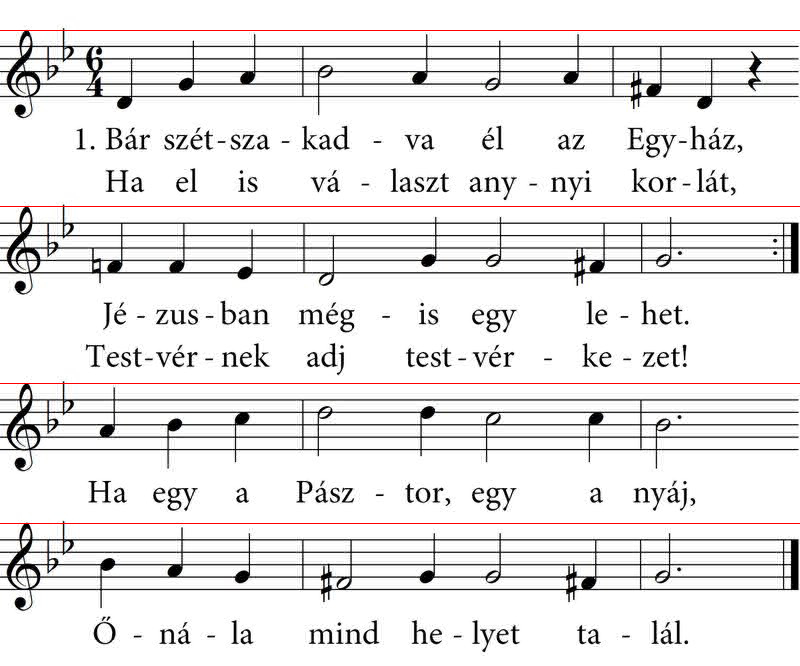 6
4
1. Bár szét-sza - kad - va él az Egy-ház,
Ha el is vá - laszt any - nyi kor-lát,
Jé - zus-ban még - is egy le - het.
Test-vér-nek adj test-vér - ke - zet!
Ha egy a Pász - tor, egy a nyáj,
Ő - ná - la mind he - lyet ta - lál.